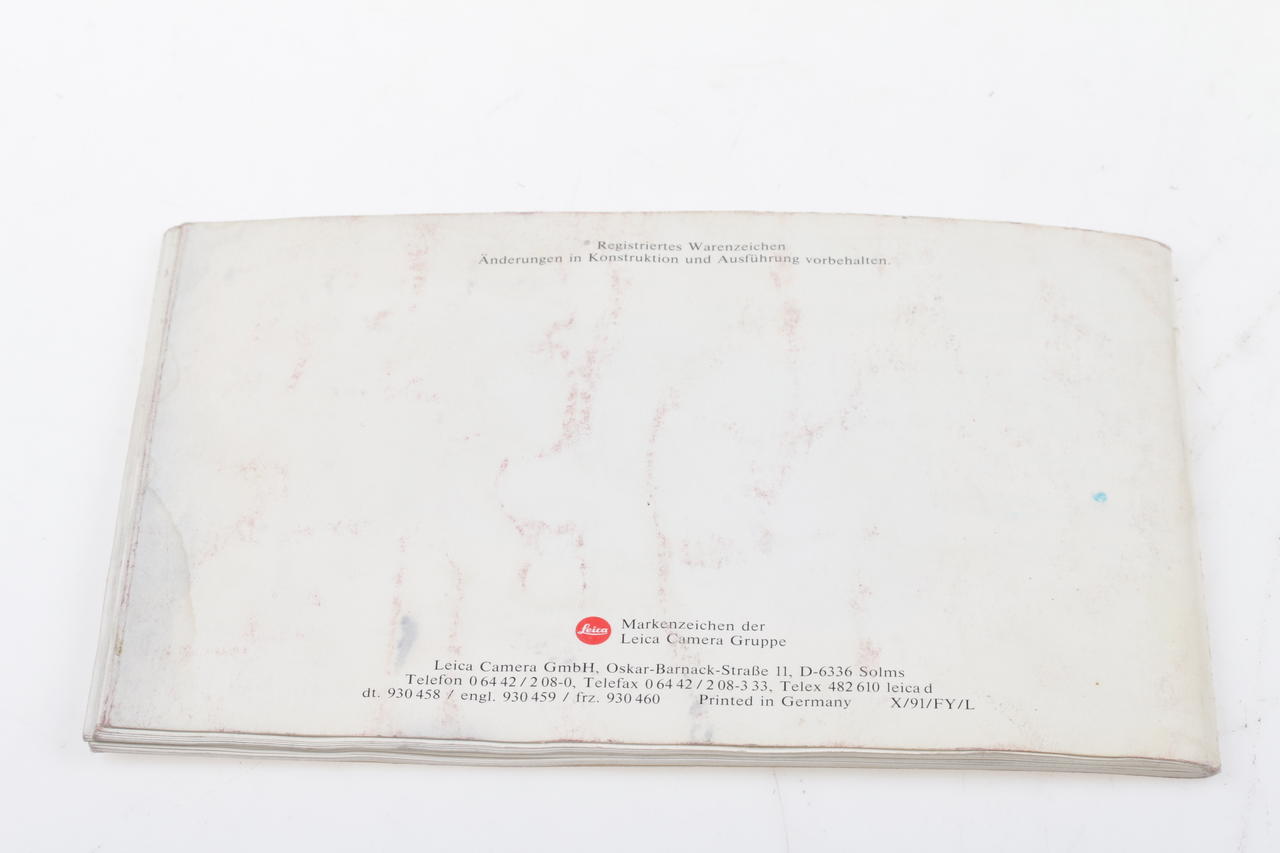 ® Registriertes Warenzeichen
Änderungen in Konstruktion und Ausführung vorbehalten.
Leica
Markenzeichen der
Leica Camera Gruppe
Leica Camera GmbH, Oskar-Barnack-Straße 11, D-6336 Solms
Telefon 0 64 42 / 2 08-0, Telefax 0 64 42 / 2 08-3 33, Telex 482 610 leica d
dt. 930 458 / engl. 930 459 / frz. 930 460 Printed in Germany X/91/FY/L